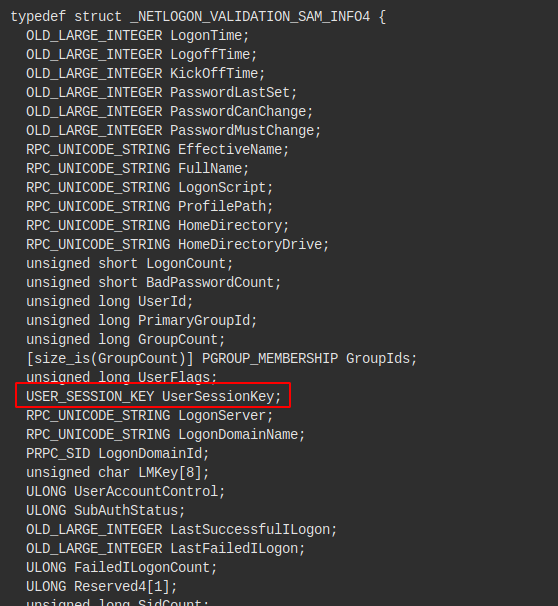 typedef struct _NETLOGON_VALIDATION_SAM_INFO4 {
OLD_LARGE_INTEGER LogonTime;
OLD_LARGE_INTEGER LogoffTime;
OLD_LARGE_INTEGER KickOffTime;
OLD_LARGE_INTEGER PasswordLastSet;
OLD_LARGE_INTEGER PasswordCanChange;
OLD_LARGE_INTEGER PasswordMustChange;
RPC_UNICODE_STRING EffectiveName;
RPC_UNICODE_STRING FullName;
RPC_UNICODE_STRING LogonScript;
RPC_UNICODE_STRING ProfilePath;
RPC_UNICODE_STRING HomeDirectory;
RPC_UNICODE_STRING HomeDirectoryDrive;
unsigned short LogonCount;
unsigned short BadPasswordCount;
unsigned long UserId;
unsigned long PrimaryGroupId;
unsigned long GroupCount;
[size_is(GroupCount)] PGROUP_MEMBERSHIP GroupIds;
unsigned long UserFlags;
USER_SESSION_KEY UserSessionKey;
RPC_UNICODE_STRING LogonServer;
RPC_UNICODE_STRING LogonDomainName;
PRPC_SID LogonDomainId;
unsigned char LMKey[8];
ULONG UserAccountControl;
ULONG SubAuthStatus;
OLD_LARGE_INTEGER LastSuccessfulILogon;
OLD_LARGE_INTEGER LastFailedILogon;
ULONG FailedILogonCount;
ULONG Reserved4[1];
unsigned long SidCount;